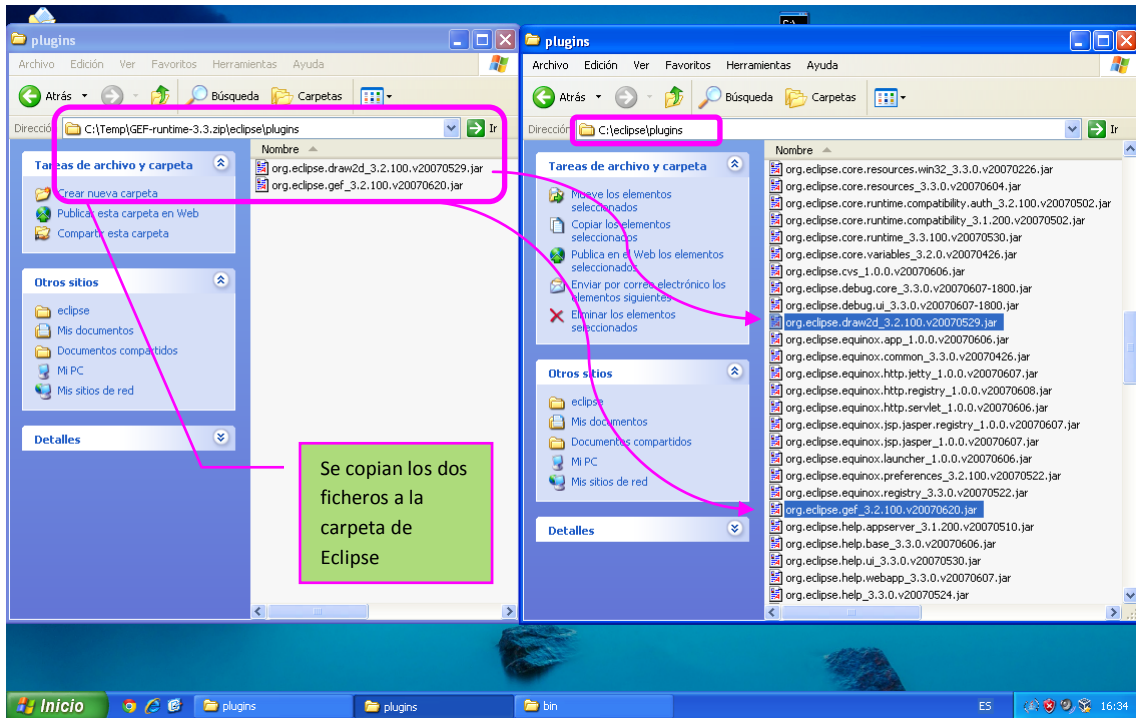 C:\
plugins
Archivo Edición Ver Favoritos Herramientas Ayuda
Atrás Búsqueda Carpetas
Dirección C:\Temp\GEF-runtime-3.3.zip\eclipse\plugins Ir
Tareas de archivo y carpeta
Crear nueva carpeta
Publicar esta carpeta en Web
Compartir esta carpeta
Otros sitios
eclipse
Mis documentos
Documentos compartidos
Mi PC
Mis sitios de red
Detalles
Nombre
org.eclipse.draw2d_3.2.100.v20070529.jar
org.eclipse.gef_3.2.100.v20070620.jar
Se copian los dos
ficheros a la
carpeta de
Eclipse
plugins
Archivo Edición Ver Favoritos Herramientas Ayuda
Atrás Búsqueda Carpetas
Dirección C:\eclipse\plugins Ir
Tareas de archivo y carpeta
Mueve los elementos
seleccionados
Copiar los elementos
seleccionados
Publica en el Web los elementos
seleccionados
Enviar por correo electrónico los
elementos siguientes
Eliminar los elementos
seleccionados
Otros sitios
eclipse
Mis documentos
Documentos compartidos
Mi PC
Mis sitios de red
Detalles
Nombre
org.eclipse.core.resources.win32_3.3.0.v20070226.jar
org.eclipse.core.resources_3.3.0.v20070604.jar
org.eclipse.core.runtime.compatibility.auth_3.2.100.v20070502.jar
org.eclipse.core.runtime.compatibility_3.1.200.v20070502.jar
org.eclipse.core.runtime_3.3.100.v20070530.jar
org.eclipse.core.variables_3.2.0.v20070426.jar
org.eclipse.cvs_1.0.0.v20070606.jar
org.eclipse.debug.core_3.3.0.v20070607-1800.jar
org.eclipse.debug.ui_3.3.0.v20070607-1800.jar
org.eclipse.draw2d_3.2.100.v20070529.jar
org.eclipse.equinox.app_1.0.0.v20070606.jar
org.eclipse.equinox.common_3.3.0.v20070426.jar
org.eclipse.equinox.http.jetty_1.0.0.v20070607.jar
org.eclipse.equinox.http.registry_1.0.0.v20070608.jar
org.eclipse.equinox.http.servlet_1.0.0.v20070606.jar
org.eclipse.equinox.jsp.jasper.registry_1.0.0.v20070607.jar
org.eclipse.equinox.jsp.jasper_1.0.0.v20070607.jar
org.eclipse.equinox.launcher_1.0.0.v20070606.jar
org.eclipse.equinox.preferences_3.2.100.v20070522.jar
org.eclipse.equinox.registry_3.3.0.v20070522.jar
org.eclipse.gef_3.2.100.v20070620.jar
org.eclipse.help.appserver_3.1.200.v20070510.jar
org.eclipse.help.base_3.3.0.v20070606.jar
org.eclipse.help.ui_3.3.0.v20070530.jar
org.eclipse.help.webapp_3.3.0.v20070607.jar
org.eclipse.help_3.3.0.v20070524.jar
Inicio plugins plugins bin ES 16:34